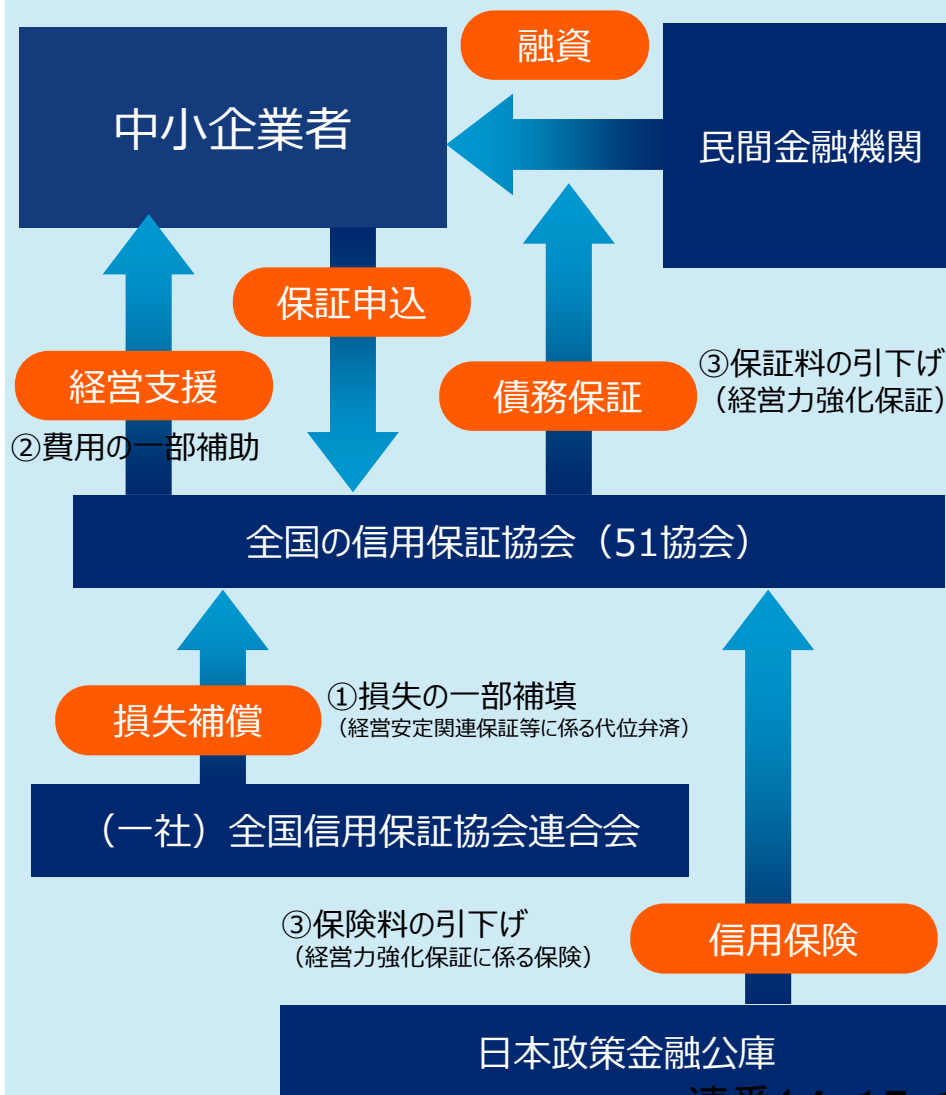 融資
中小企業者
民間金融機関
保証申込
経営支援
②費用の一部補助
債務保証
③保証料の引下げ
（経営力強化保証）
全国の信用保証協会（51協会）
損失補償
①損失の一部補填
（経営安定関連保証等に係る代位弁済）
（一社）全国信用保証協会連合会
③保険料の引下げ
（経営力強化保証に係る保険）
信用保険
日本政策金融公庫